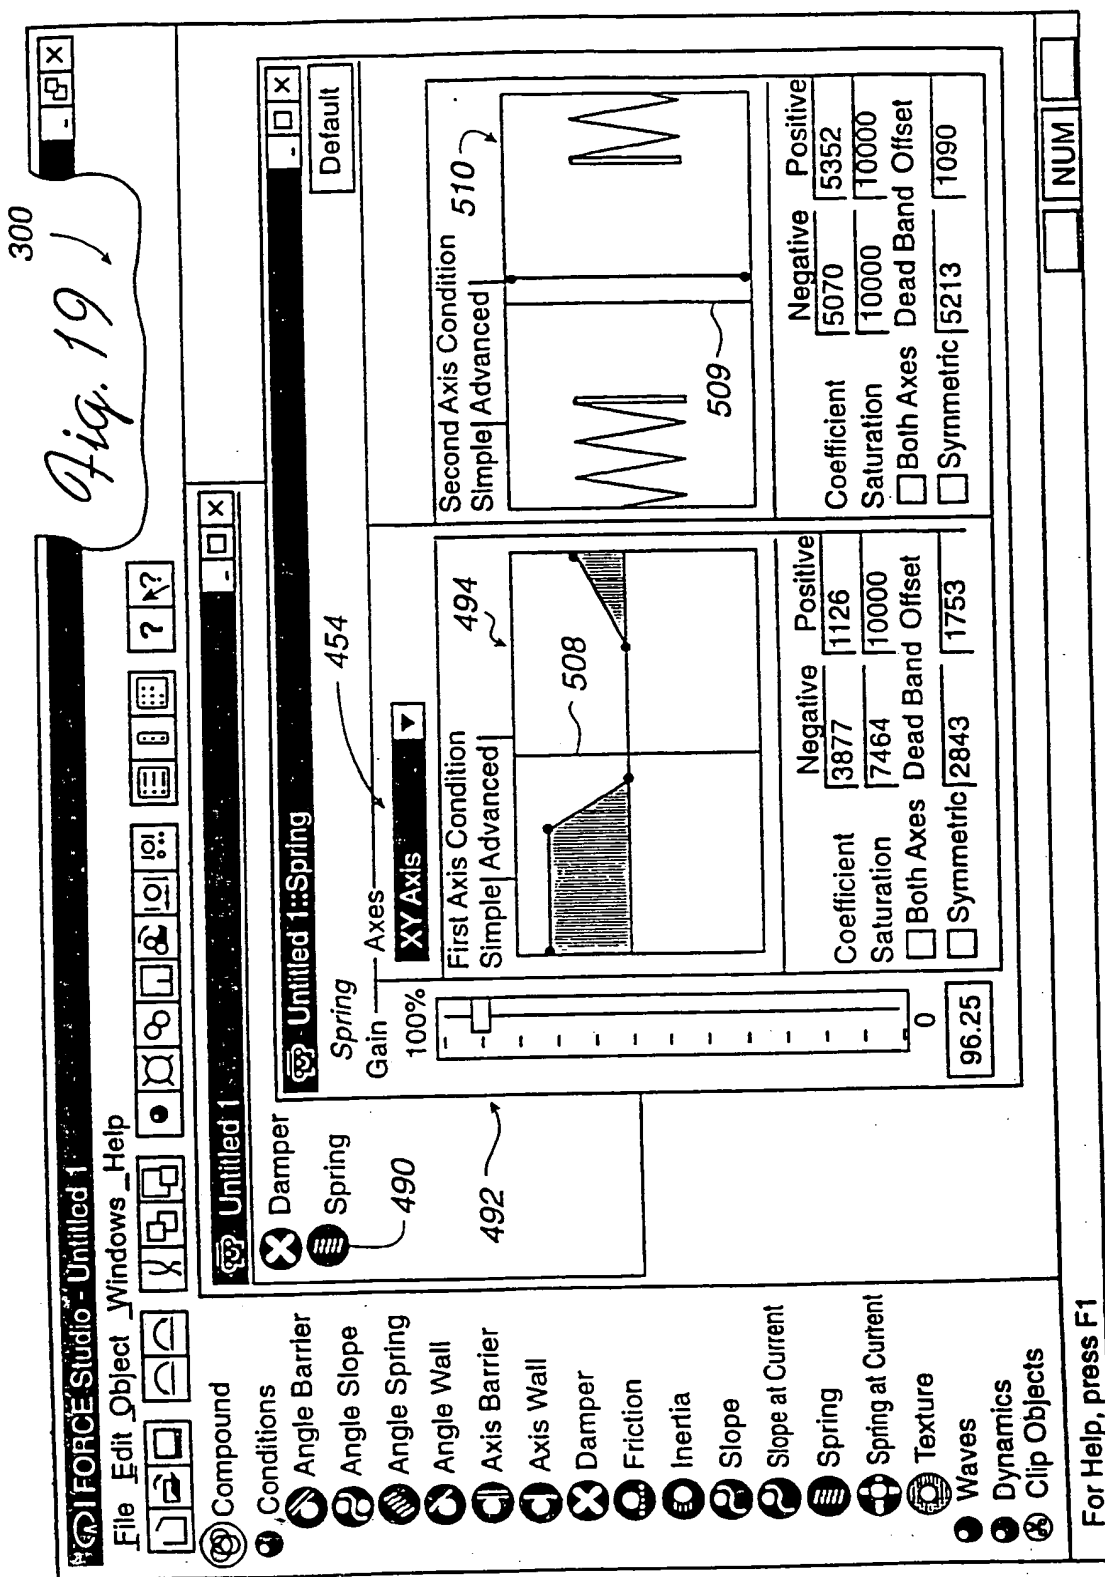 300
Fig. 19
I FORCE Studio - Untitled 1
File Edit Object Windows Help
Compound
Conditions
Angle Barrier
Angle Slope
Angle Spring
Angle Wall
Axis Barrier
Axis Wall
Damper
Friction
Inertia
Slope
Slope at Current
Spring
Spring at Current
Texture
Waves
Dynamics
Clip Objects
Untitled 1
Damper
Spring
490
492
Untitled 1::Spring
Default
454
Spring
Gain
Axes
100%
0
96.25
XY Axis
First Axis Condition
Simple Advanced
494
508
Negative Positive
Coefficient 3877 1126
Saturation 7464 10000
Both Axes Dead Band Offset
Symmetric 2843 1753
Second Axis Condition
Simple Advanced
510
509
Negative Positive
Coefficient 5070 5352
Saturation 10000 10000
Both Axes Dead Band Offset
Symmetric 5213 1090
For Help, press F1
NUM